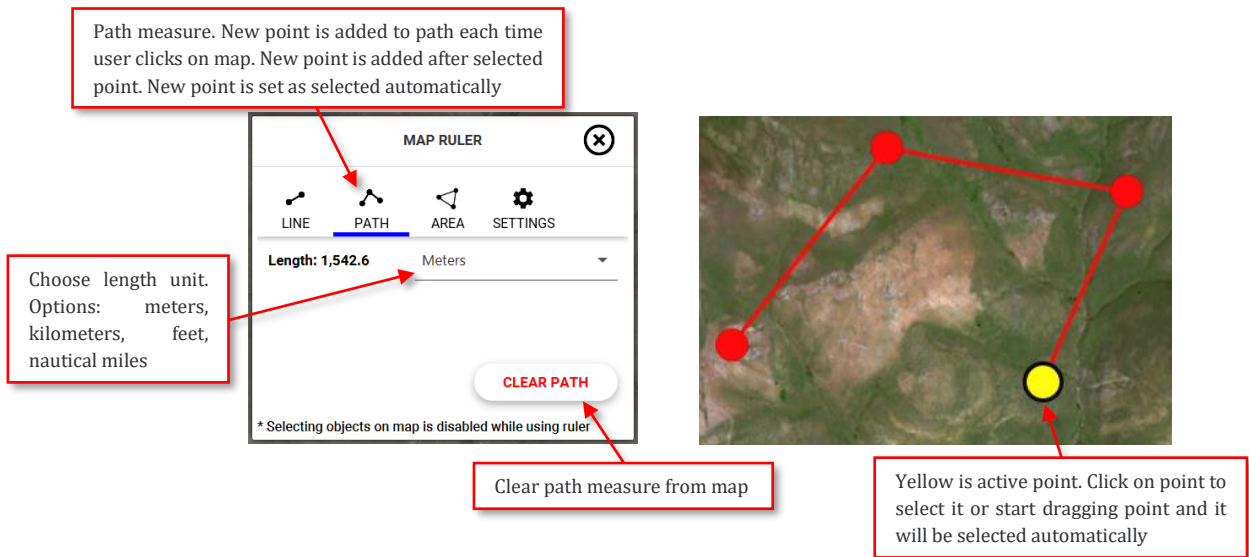 Path measure. New point is added to path each time
user clicks on map. New point is added after selected
point. New point is set as selected automatically
MAP RULER
LINE PATH AREA SETTINGS
Length: 1,542.6 Meters
Choose length unit.
Options: meters,
kilometers, feet,
nautical miles
CLEAR PATH
* Selecting objects on map is disabled while using ruler
Clear path measure from map
Yellow is active point. Click on point to
select it or start dragging point and it
will be selected automatically